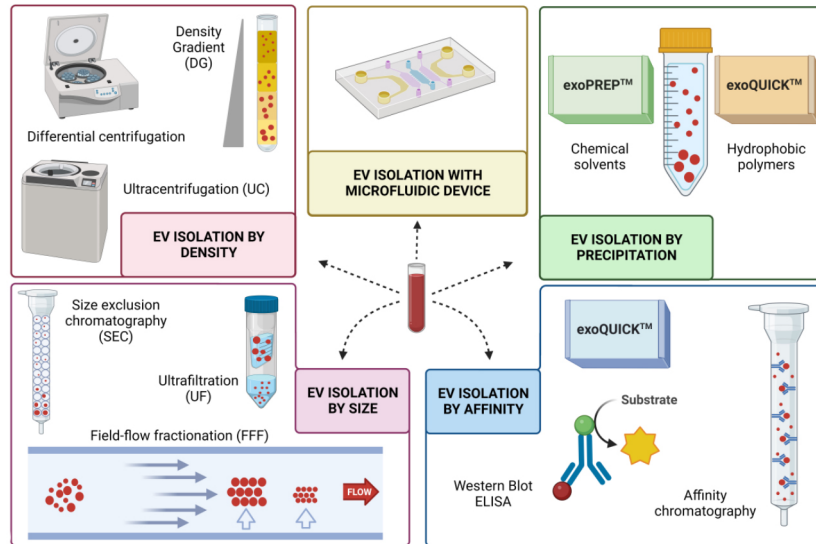 Density
Gradient
(DG)
Differential centrifugation
Ultracentrifugation (UC)
EV ISOLATION BY
DENSITY
EV ISOLATION WITH
MICROFLUIDIC DEVICE
exoPREP™
exoQUICK™
Chemical
solvents
Hydrophobic
polymers
EV ISOLATION BY
PRECIPITATION
Size exclusion
chromatography
(SEC)
Ultrafiltration
(UF)
EV ISOLATION
BY SIZE
Field-flow fractionation (FFF)
FLOW
EV ISOLATION
BY AFFINITY
exoQUICK™
Substrate
Western Blot
ELISA
Affinity
chromatography